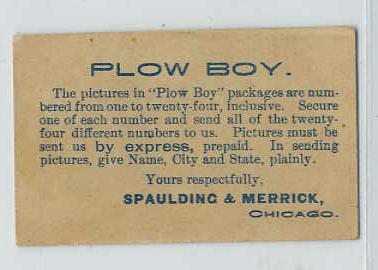 PLOW BOY.
The pictures in "Plow Boy" packages are num-
bered from one to twenty-four, inclusive. Secure
one of each number and send all of the twenty-
four different numbers to us. Pictures must be
sent us by express, prepaid. In sending
pictures, give Name, City and State, plainly.
Yours respectfully,
SPAULDING & MERRICK,
CHICAGO.